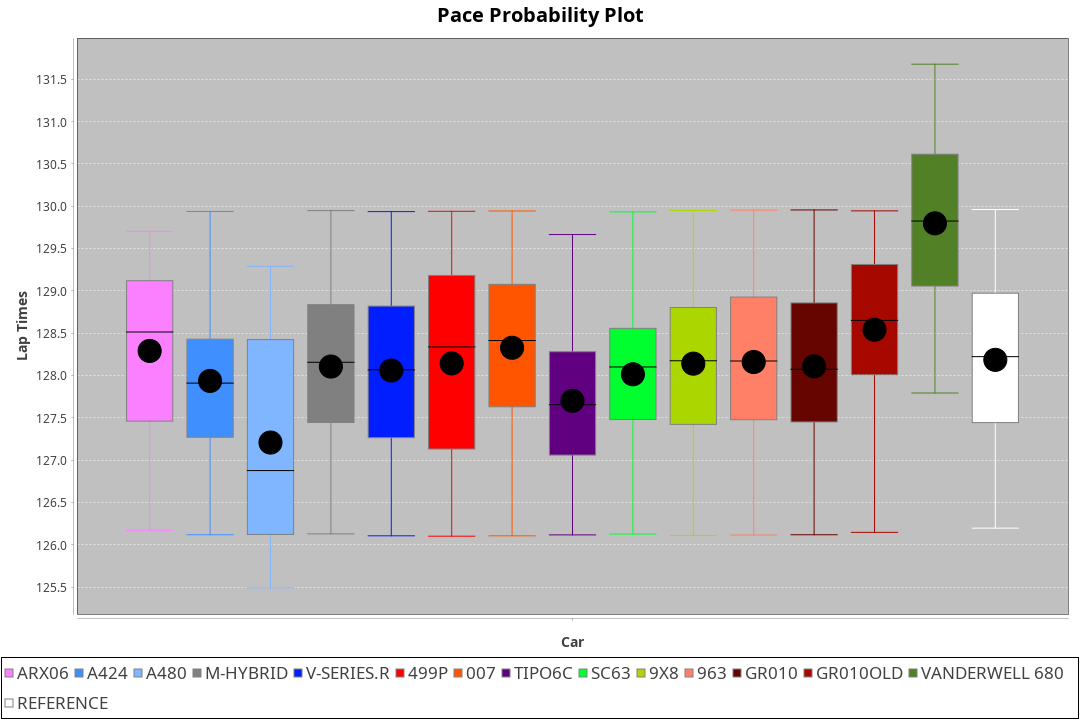 Pace Probability Plot
131.5
131.0
130.5
130.0
129.5
129.0
128.5
128.0
127.5
127.0
126.5
126.0
125.5
Lap Times
Car
ARX06 A424 A480 M-HYBRID V-SERIES.R 499P 007 TIPO6C SC63 9X8 963 GR010 GR010OLD VANDERWELL 680
REFERENCE